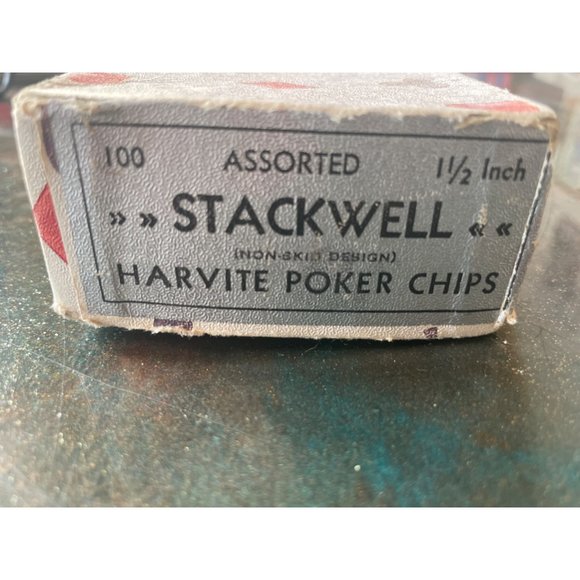 100 ASSORTED 1½ Inch
» » STACKWELL « «
(NON-SKID DESIGN)
HARVITE POKER CHIPS